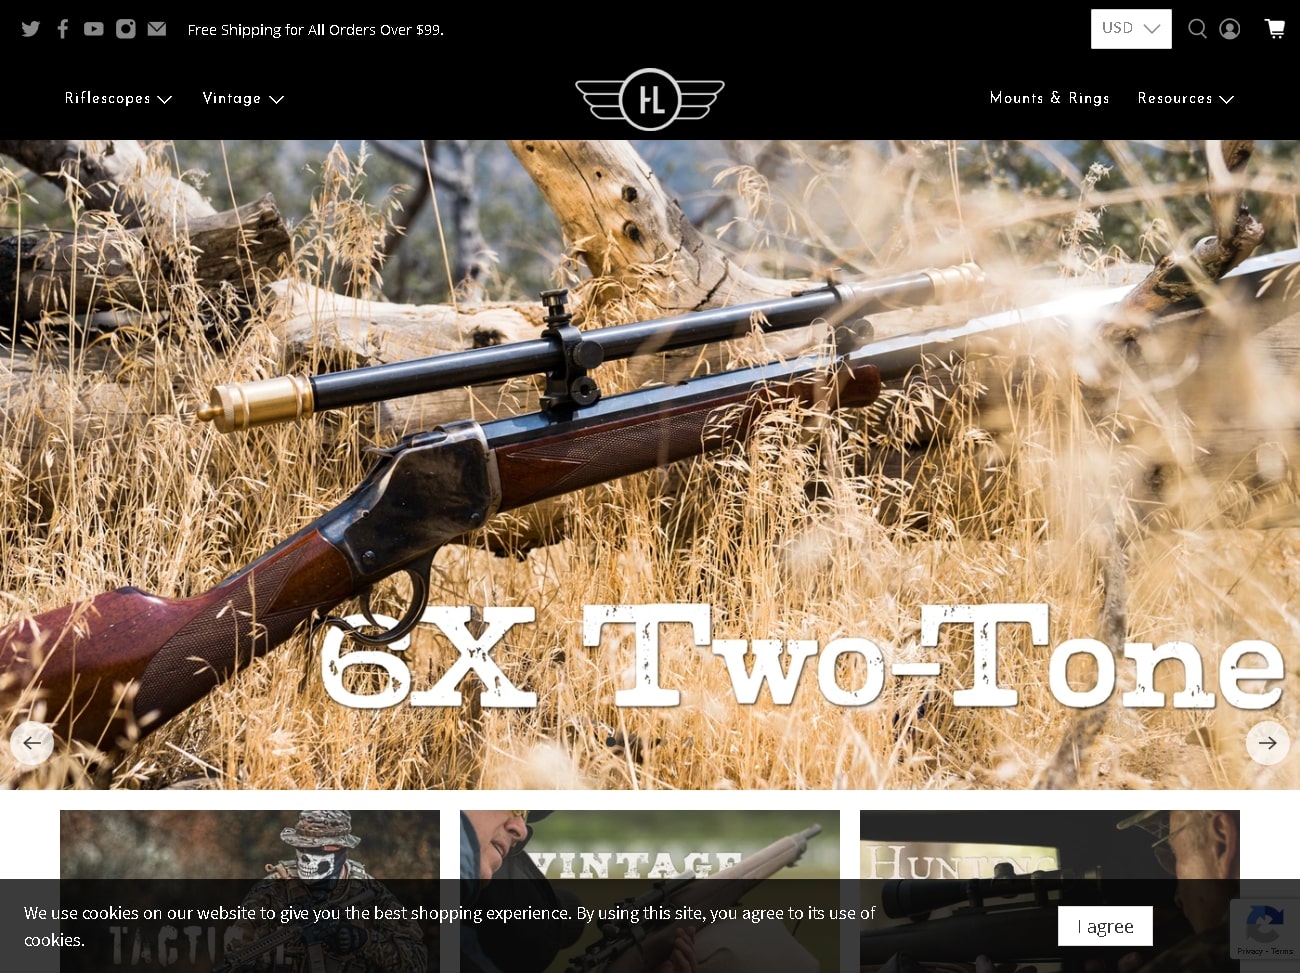 Free Shipping for All Orders Over $99.
USD
Riflescopes
Vintage
HL
Mounts & Rings
Resources
6X Two-Tone
TACTICAL
VINTAGE
HUNTING
We use cookies on our website to give you the best shopping experience. By using this site, you agree to its use of
cookies.
I agree
Privacy - Terms